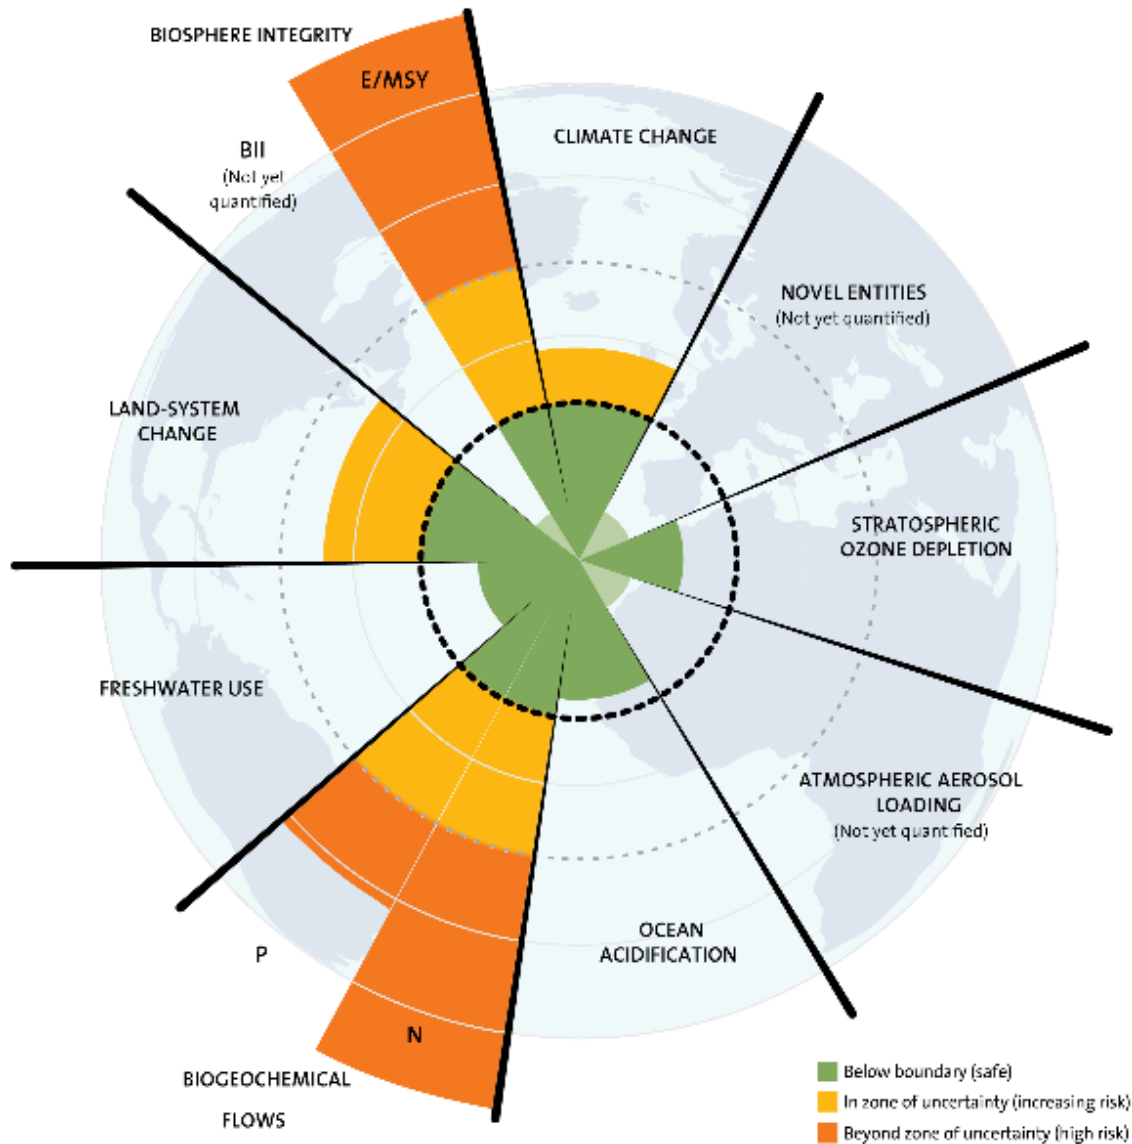 BIOSPHERE INTEGRITY
E/MSY
CLIMATE CHANGE
BII
(Not yet
quantified)
NOVEL ENTITIES
(Not yet quantified)
LAND-SYSTEM
CHANGE
STRATOSPHERIC
OZONE DEPLETION
FRESHWATER USE
ATMOSPHERIC AEROSOL
LOADING
(Not yet quantified)
OCEAN
ACIDIFICATION
P
N
BIOGEOCHEMICAL
FLOWS
Below boundary (safe)
In zone of uncertainty (increasing risk)
Beyond zone of uncertainty (high risk)